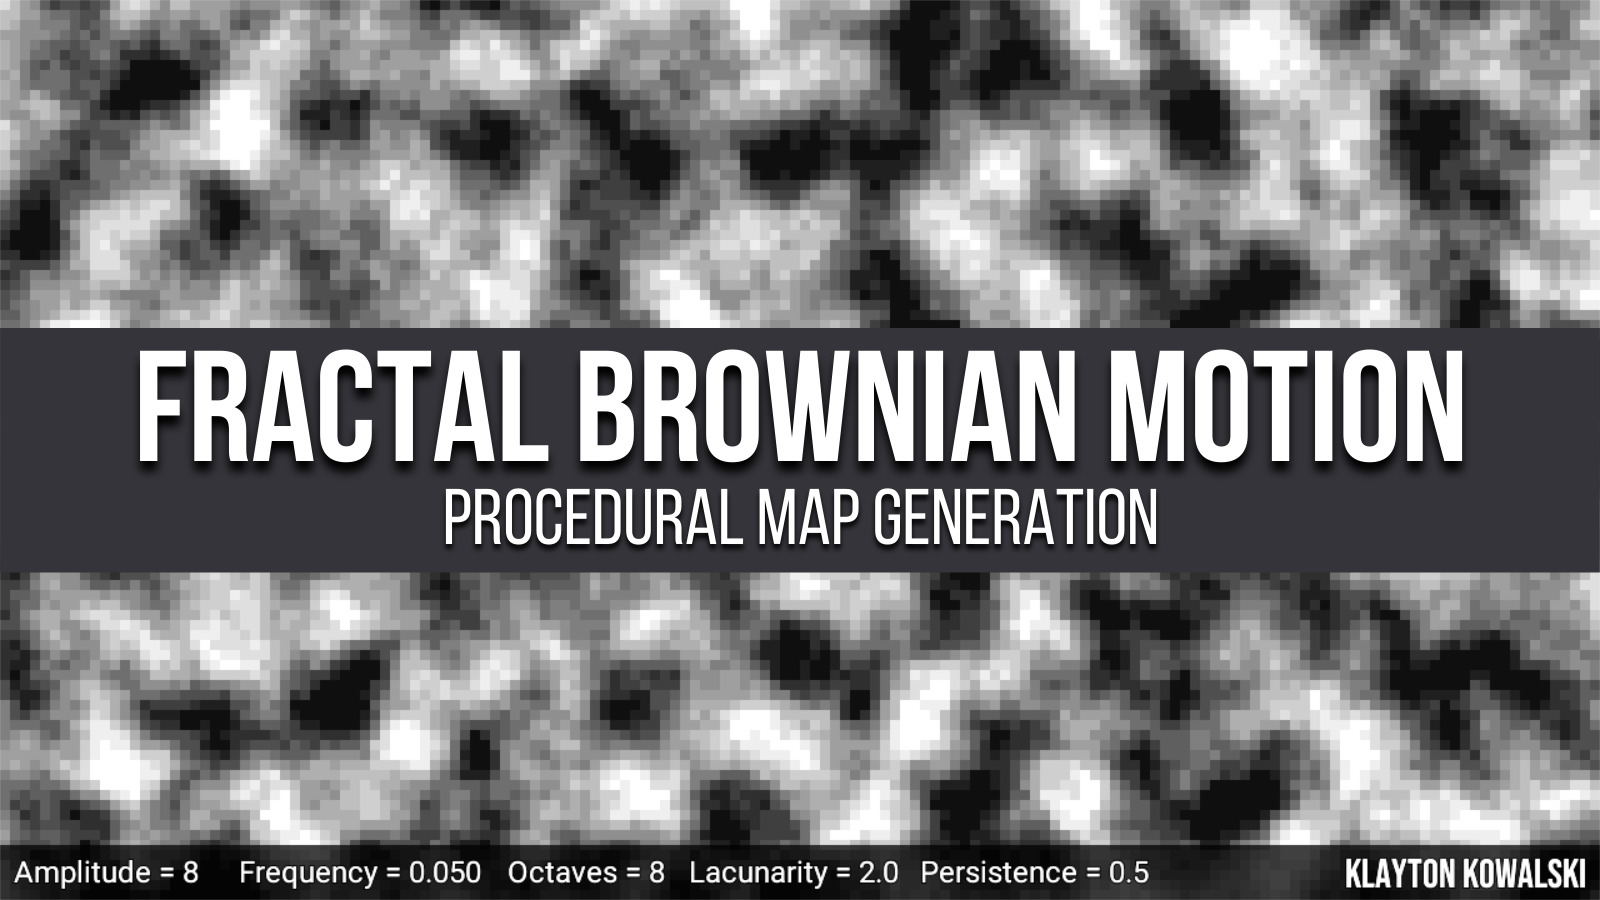 FRACTAL BROWNIAN MOTION
PROCEDURAL MAP GENERATION
Amplitude = 8 Frequency = 0.050 Octaves = 8 Lacunarity = 2.0 Persistence = 0.5 KLAYTON KOWALSKI